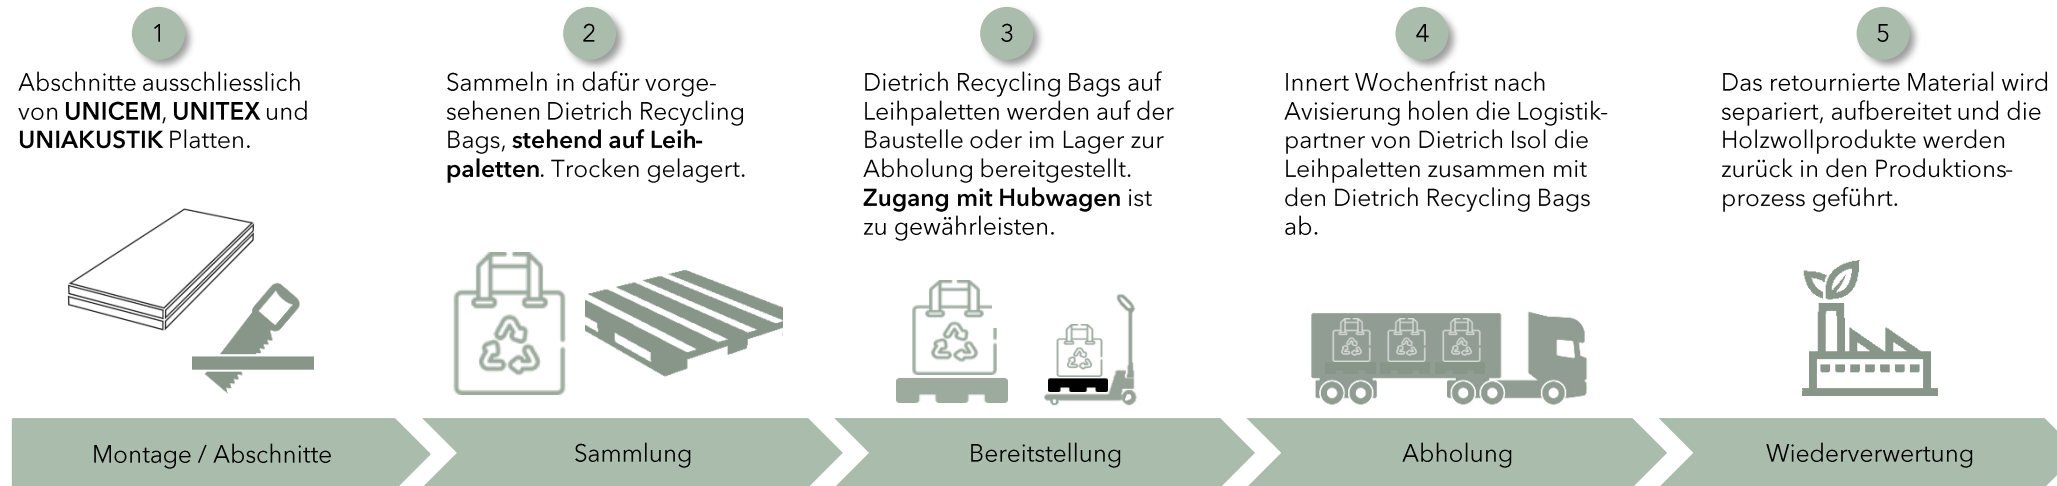 1
Abschnitte ausschliesslich
von UNICEM, UNITEX und
UNIAKUSTIK Platten.
Montage / Abschnitte
2
Sammeln in dafür vorge-
sehenen Dietrich Recycling
Bags, stehend auf Leih-
paletten. Trocken gelagert.
Sammlung
3
Dietrich Recycling Bags auf
Leihpaletten werden auf der
Baustelle oder im Lager zur
Abholung bereitgestellt.
Zugang mit Hubwagen ist
zu gewährleisten.
Bereitstellung
4
Innert Wochenfrist nach
Avisierung holen die Logistik-
partner von Dietrich Isol die
Leihpaletten zusammen mit
den Dietrich Recycling Bags
ab.
Abholung
5
Das retournierte Material wird
separiert, aufbereitet und die
Holzwollprodukte werden
zurück in den Produktions-
prozess geführt.
Wiederverwertung